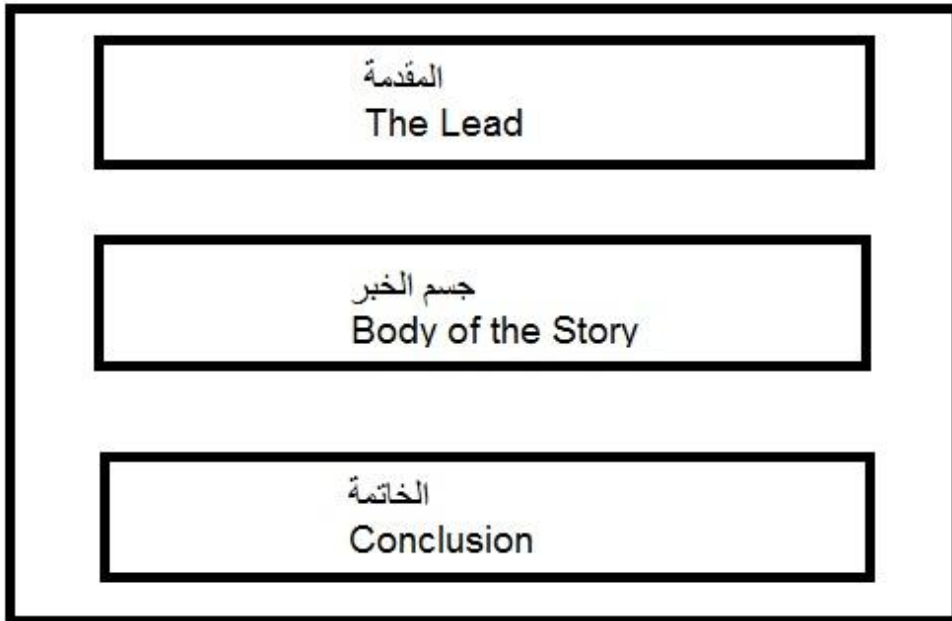 المقدمة
The Lead
جسم الخبر
Body of the Story
الخاتمة
Conclusion